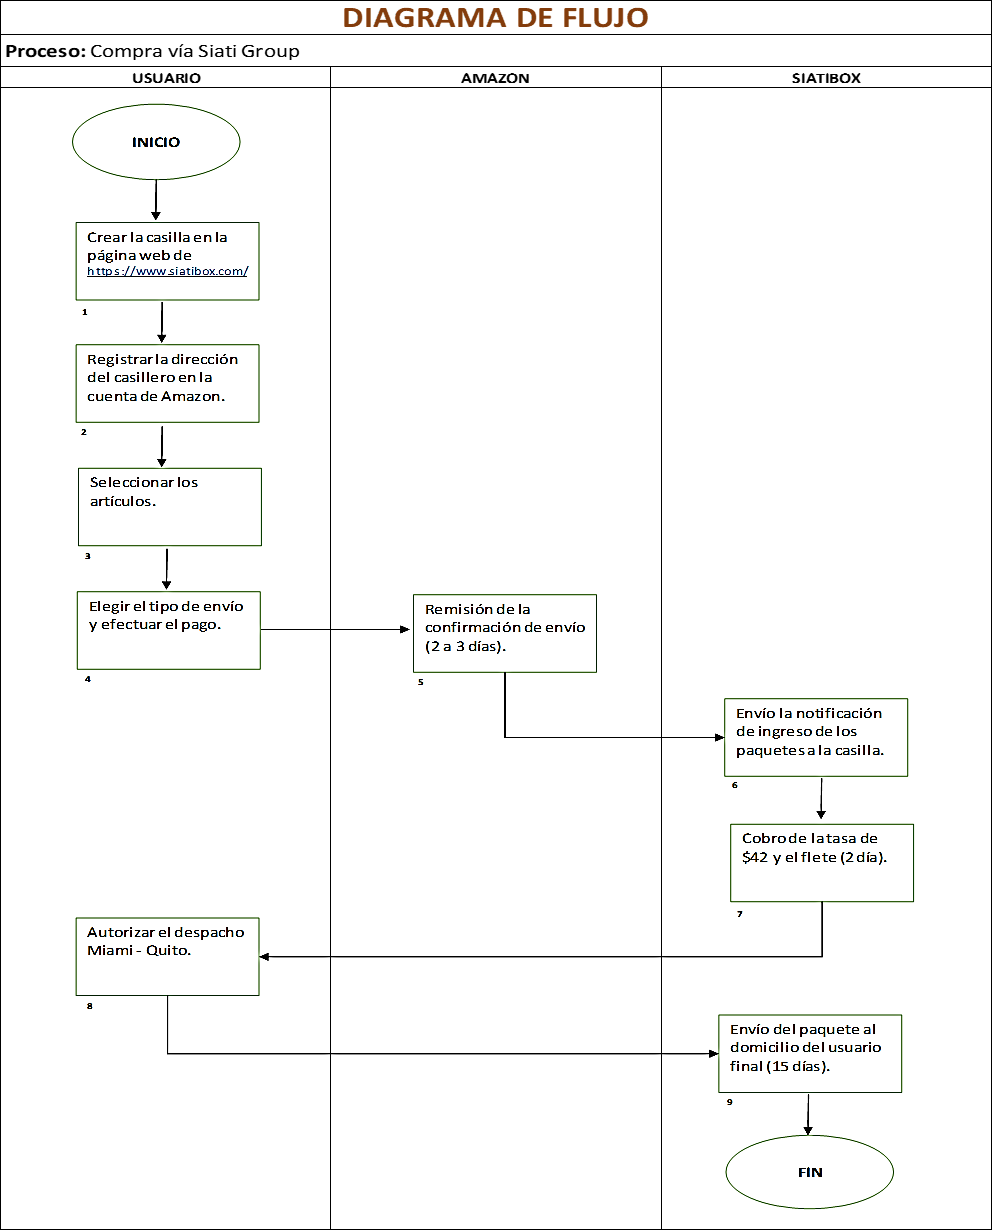 DIAGRAMA DE FLUJO
Proceso: Compra vía Siati Group
USUARIO
AMAZON
SIATIBOX
INICIO
Crear la casilla en la
página web de
https://www.siatibox.com/
1
Registrar la dirección
del casillero en la
cuenta de Amazon.
2
Seleccionar los
artículos.
3
Elegir el tipo de envío
y efectuar el pago.
4
Remisión de la
confirmación de envío
(2 a 3 días).
5
Envío la notificación
de ingreso de los
paquetes a la casilla.
6
Cobro de la tasa de
$42 y el flete (2 día).
7
Autorizar el despacho
Miami - Quito.
8
Envío del paquete al
domicilio del usuario
final (15 días).
9
FIN